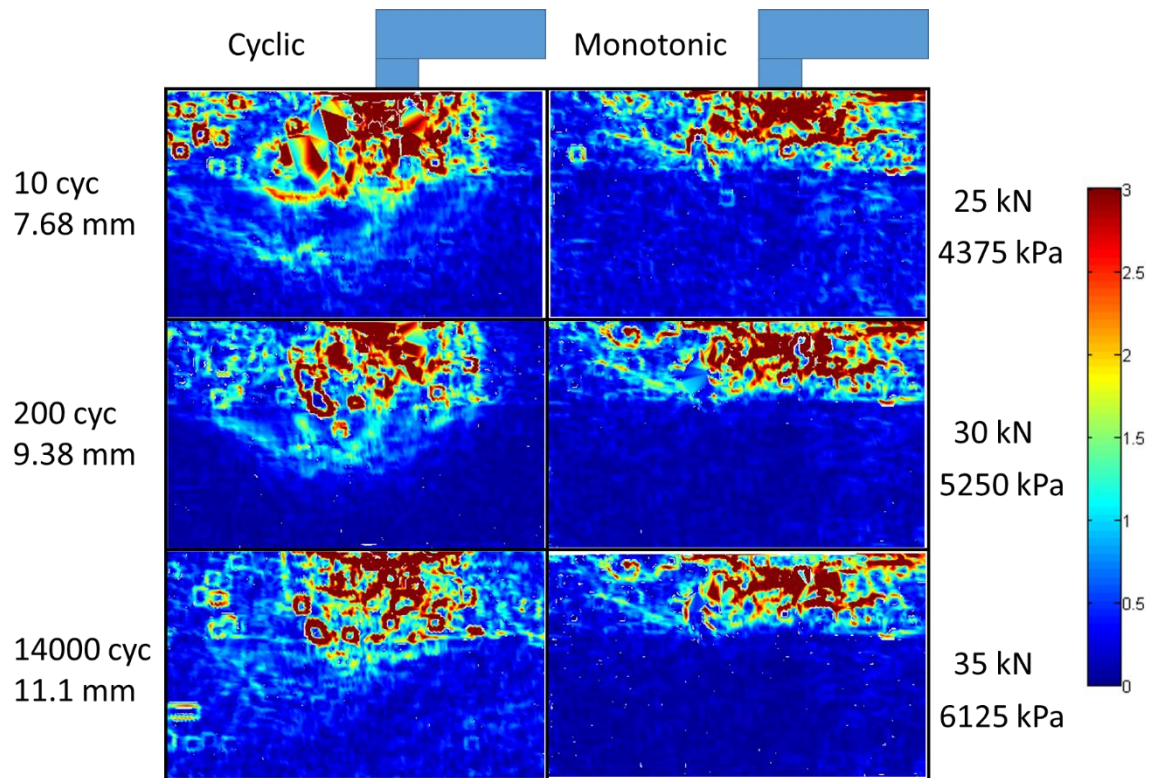 Cyclic
Monotonic
10 cyc
7.68 mm
25 kN
4375 kPa
200 cyc
9.38 mm
30 kN
5250 kPa
14000 cyc
11.1 mm
35 kN
6125 kPa
3
2.5
2
1.5
1
0.5
0